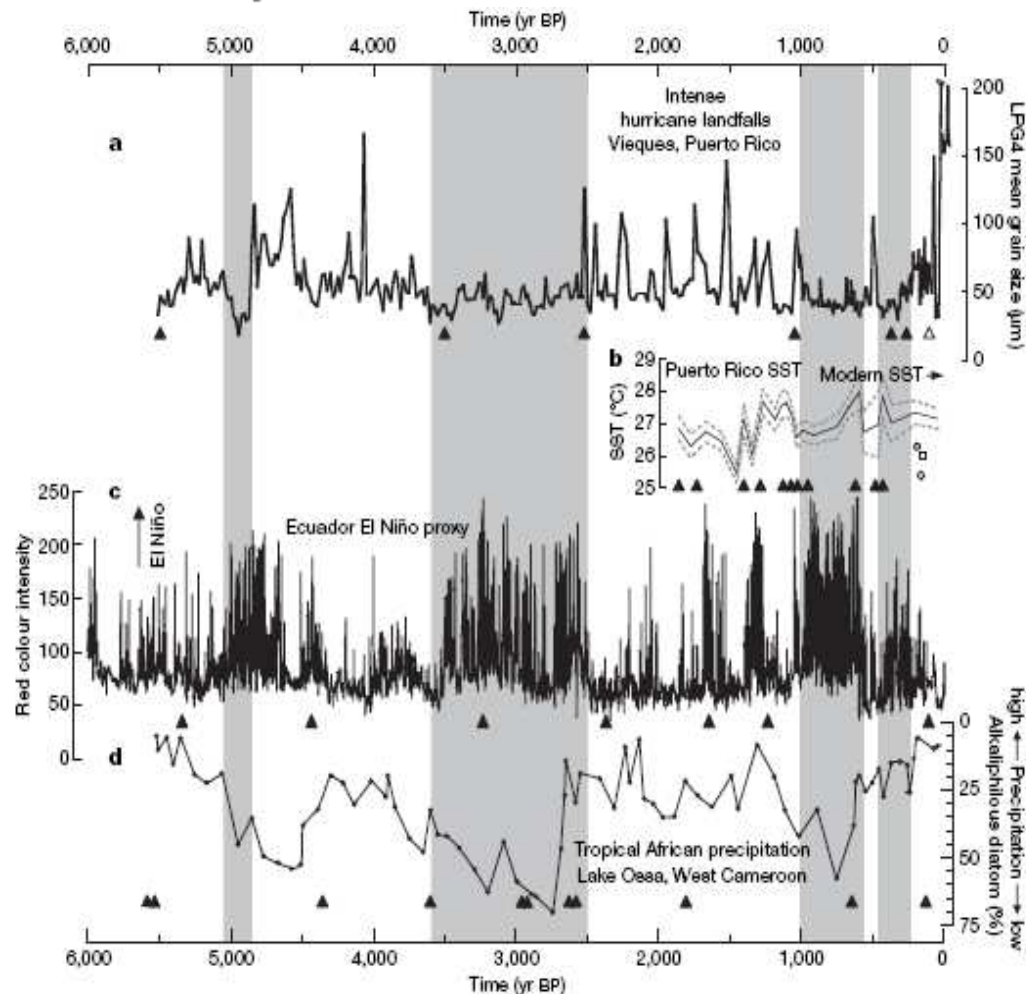 Time (yr BP)
6,000 5,000 4,000 3,000 2,000 1,000 0
a
Intense
hurricane landfalls
Vieques, Puerto Rico
200
150
100
50
0
LPG4 mean grain size (µm)
b
Puerto Rico SST
Modern SST
29
28
27
26
25
SST (°C)
c
El Niño
Ecuador El Niño proxy
250
200
150
100
50
0
Red colour intensity
d
Tropical African precipitation
Lake Ossa, West Cameroon
0
25
50
75
Alkaliphilous diatom (%)
high ← Precipitation → low
6,000 5,000 4,000 3,000 2,000 1,000 0
Time (yr BP)